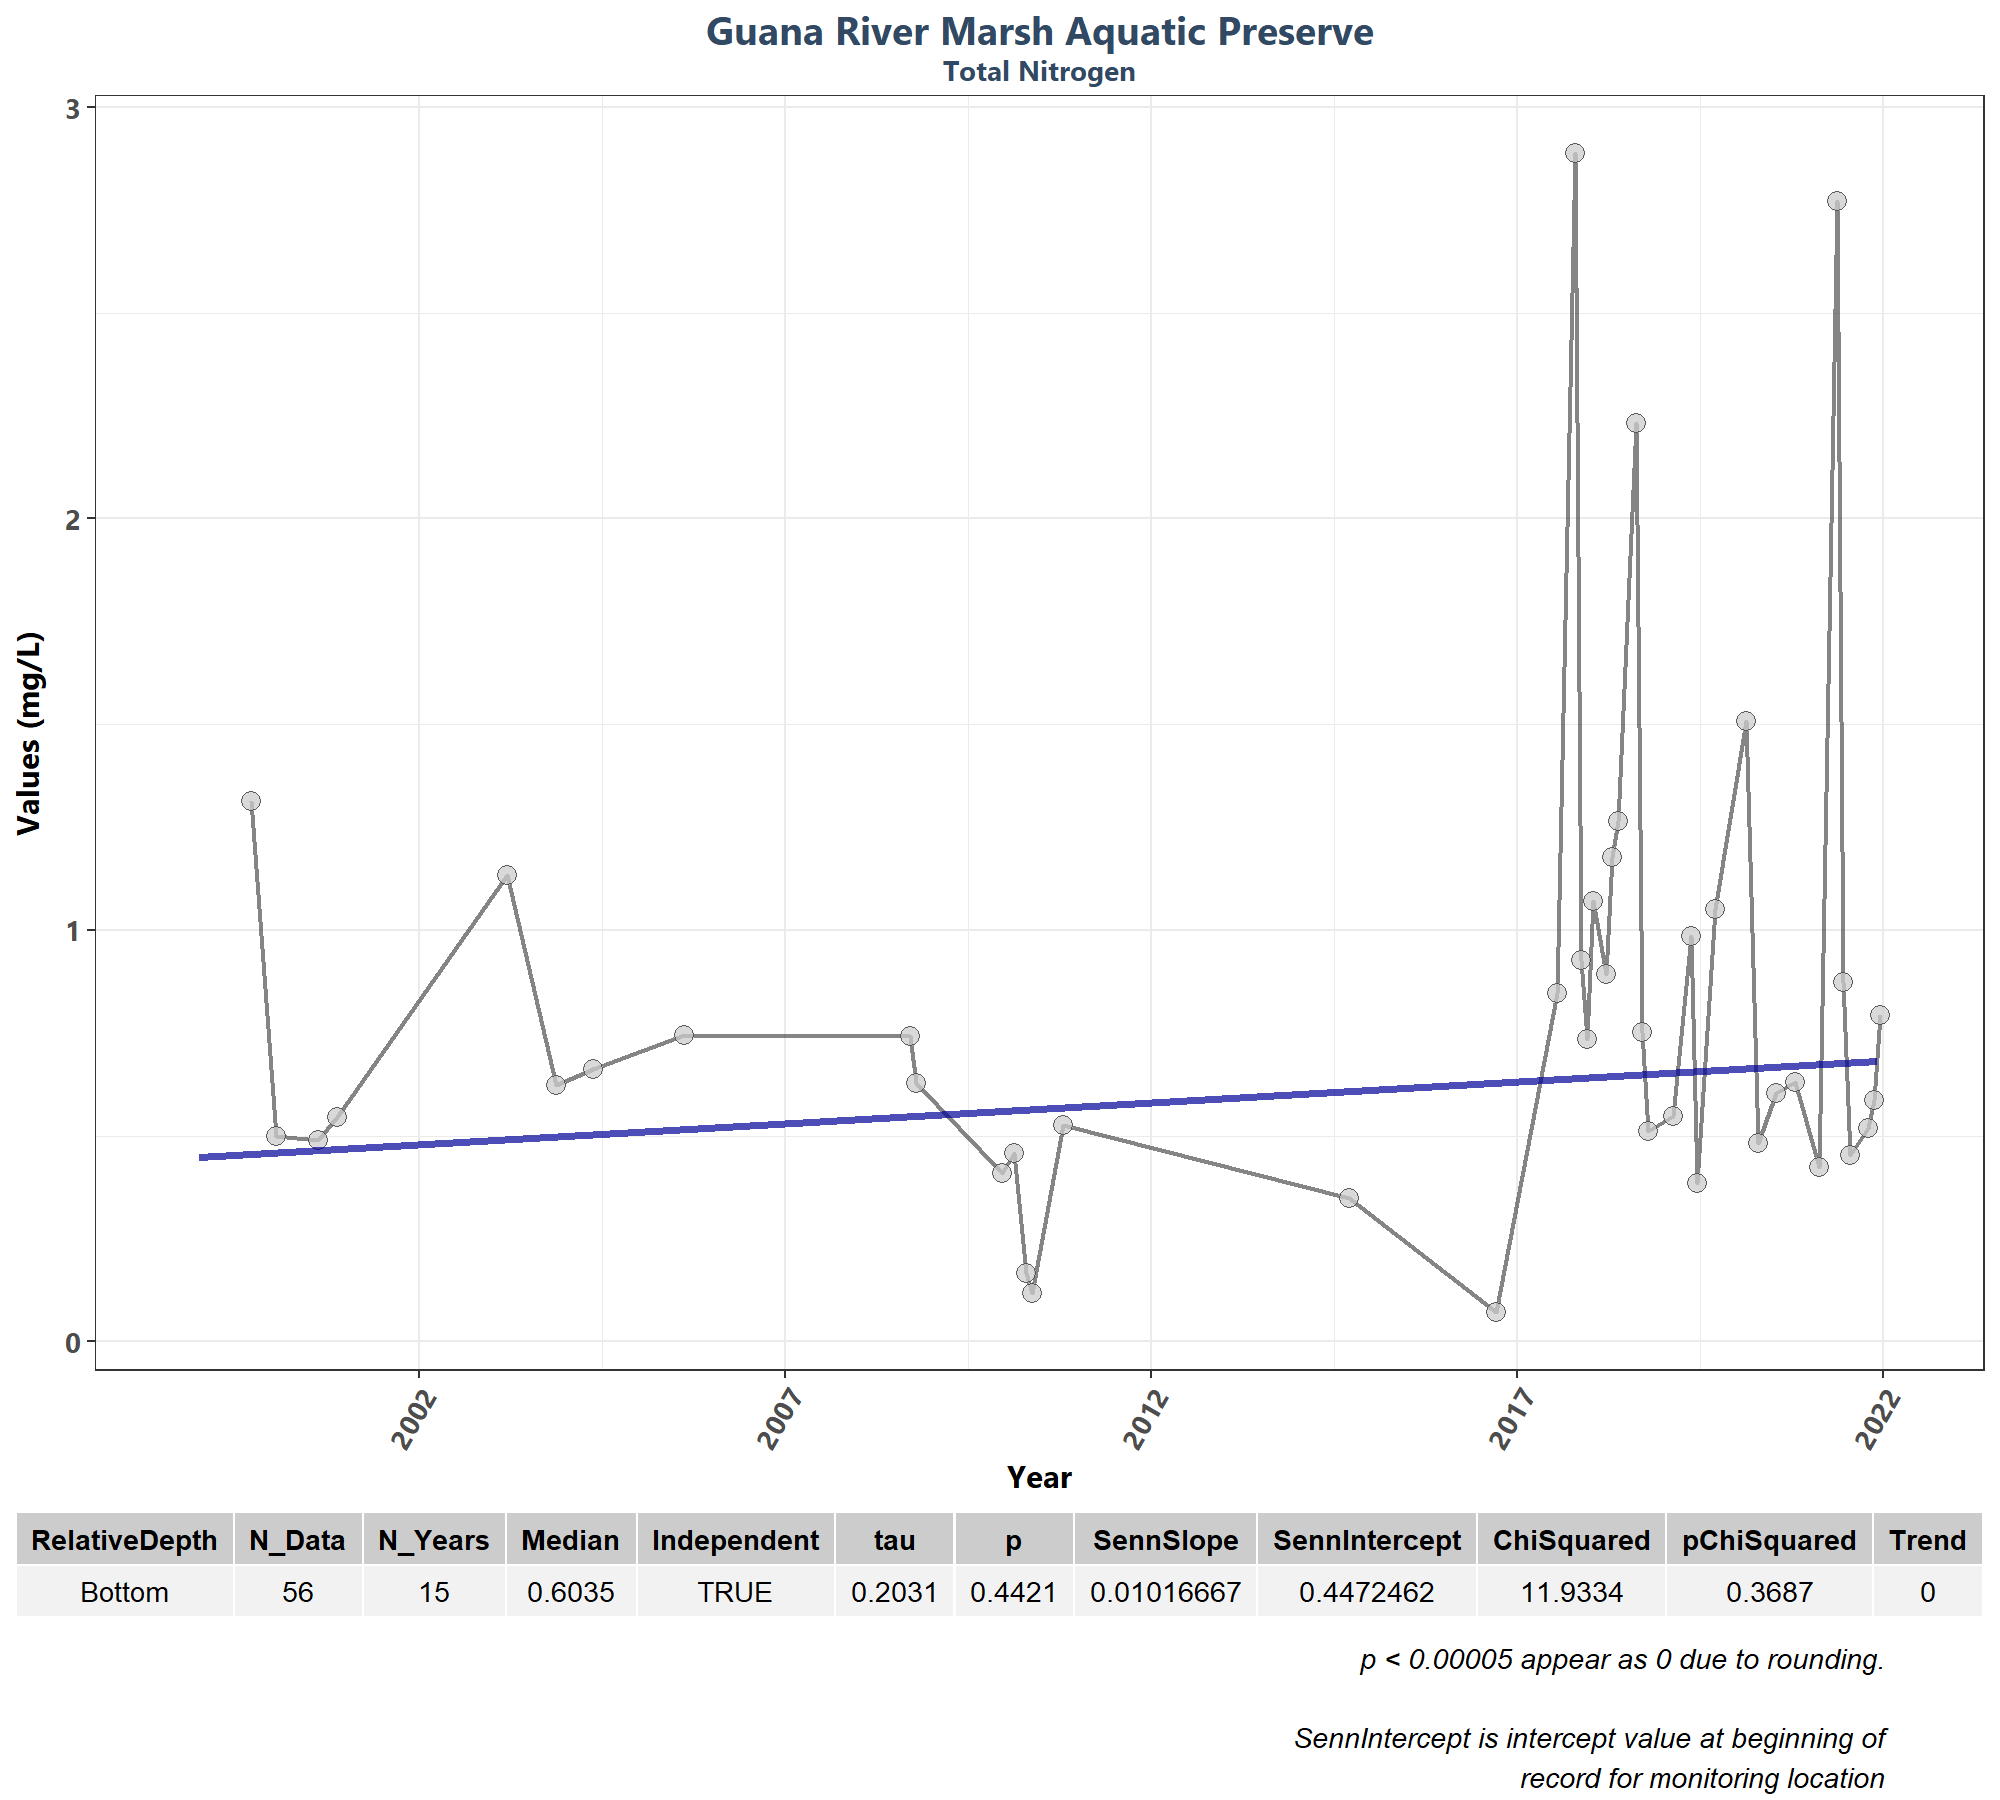 Guana River Marsh Aquatic Preserve
Total Nitrogen
3
2
1
0
Values (mg/L)
2002 2007 2012 2017 2022
Year
RelativeDepth N_Data N_Years Median Independent tau p SennSlope SennIntercept ChiSquared pChiSquared Trend
Bottom 56 15 0.6035 TRUE 0.2031 0.4421 0.01016667 0.4472462 11.9334 0.3687 0
p < 0.00005 appear as 0 due to rounding.
SennIntercept is intercept value at beginning of
record for monitoring location